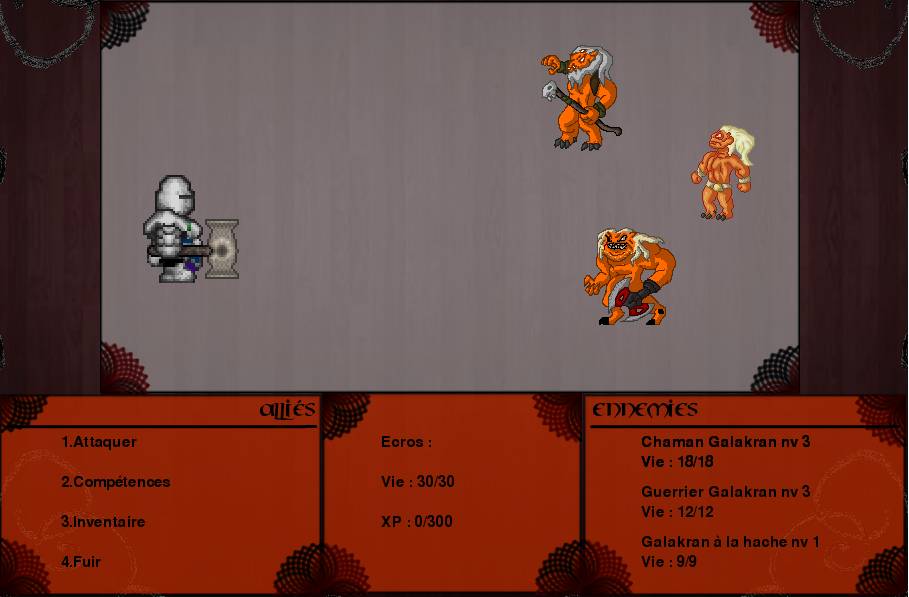 Alliés
1.Attaquer
2.Compétences
3.Inventaire
4.Fuir
Ecros :
Vie : 30/30
XP : 0/300
Ennemies
Chaman Galakran nv 3
Vie : 18/18
Guerrier Galakran nv 3
Vie : 12/12
Galakran à la hache nv 1
Vie : 9/9